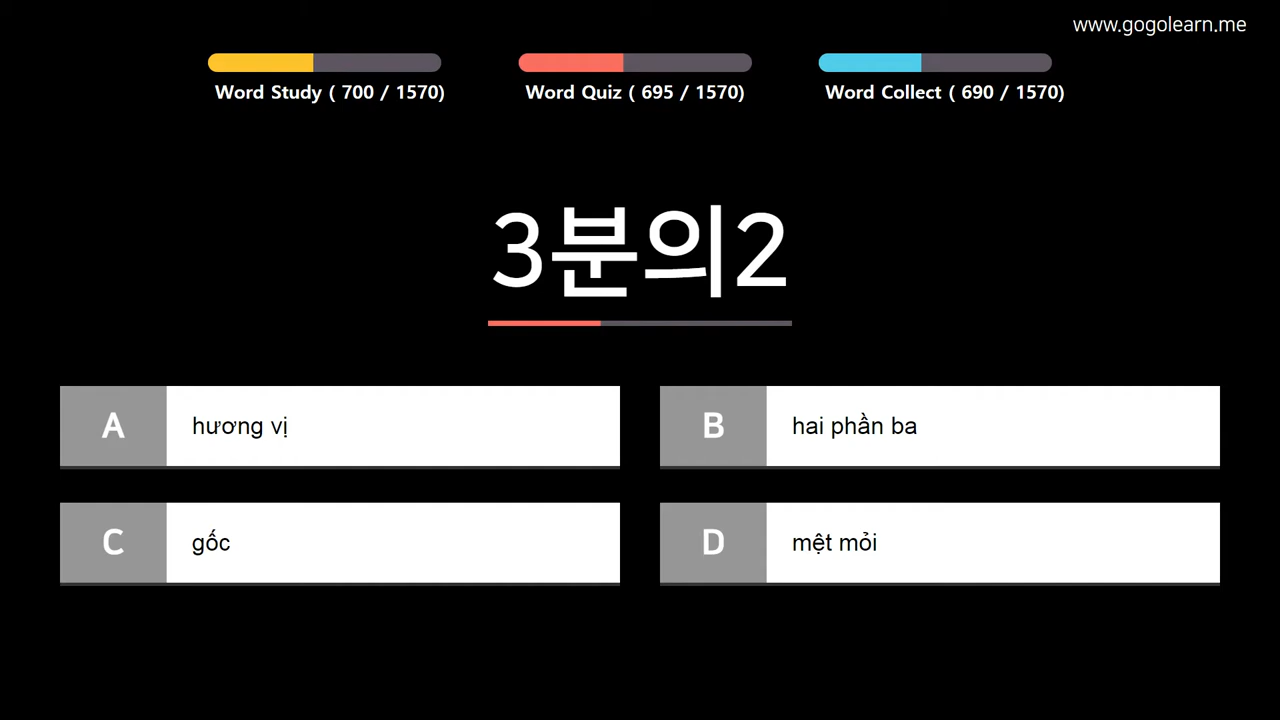 www.gogolearn.me
Word Study ( 700 / 1570)
Word Quiz ( 695 / 1570)
Word Collect ( 690 / 1570)
3분의2
A
hương vị
B
hai phần ba
C
gốc
D
mệt mỏi